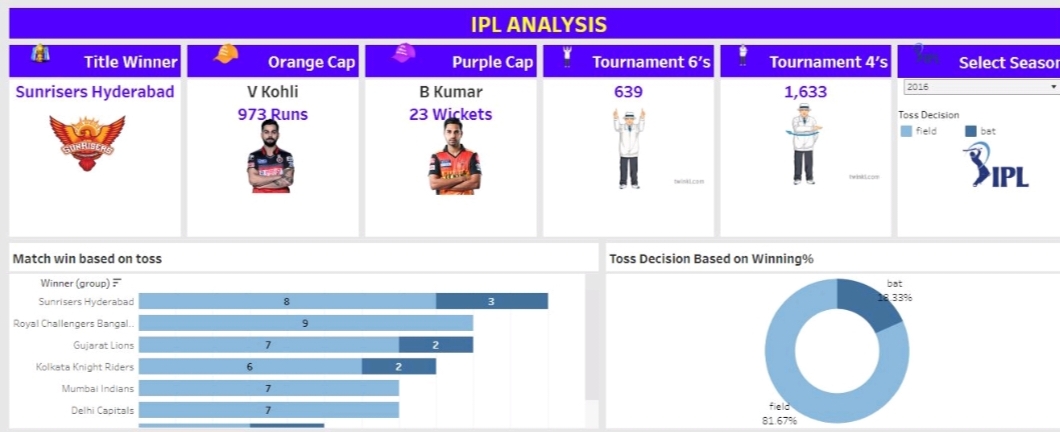 IPL ANALYSIS
Title Winner
Orange Cap
Purple Cap
Tournament 6's
Tournament 4's
Select Season
Sunrisers Hyderabad
SUNRISERS
V Kohli
973 Runs
B Kumar
23 Wickets
639
twinkl.com
1,633
twinkl.com
2016
Toss Decision
field
bat
IPL
Match win based on toss
Winner (group)
Sunrisers Hyderabad 8 3
Royal Challengers Bangal.. 9
Gujarat Lions 7 2
Kolkata Knight Riders 6 2
Mumbai Indians 7
Delhi Capitals 7
Toss Decision Based on Winning%
bat
18.33%
field
81.67%